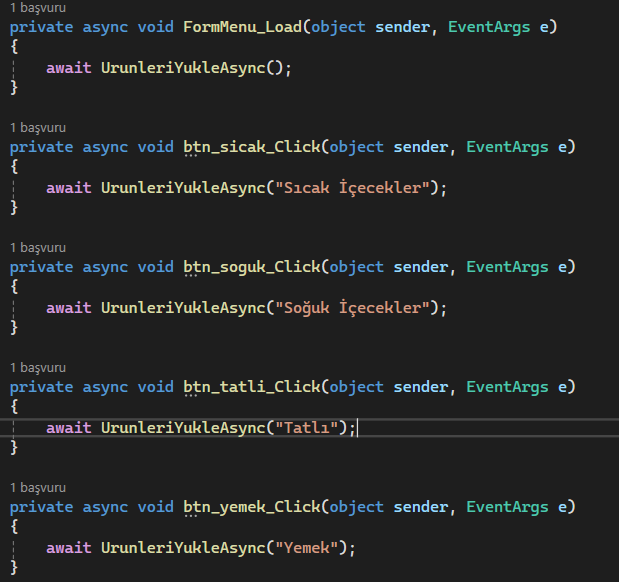 1 başvuru
private async void FormMenu_Load(object sender, EventArgs e)
{
await UrunleriYukleAsync();
}
1 başvuru
private async void btn_sicak_Click(object sender, EventArgs e)
{
await UrunleriYukleAsync("Sıcak İçecekler");
}
1 başvuru
private async void btn_soguk_Click(object sender, EventArgs e)
{
await UrunleriYukleAsync("Soğuk İçecekler");
}
1 başvuru
private async void btn_tatli_Click(object sender, EventArgs e)
{
await UrunleriYukleAsync("Tatlı");
}
1 başvuru
private async void btn_yemek_Click(object sender, EventArgs e)
{
await UrunleriYukleAsync("Yemek");
}